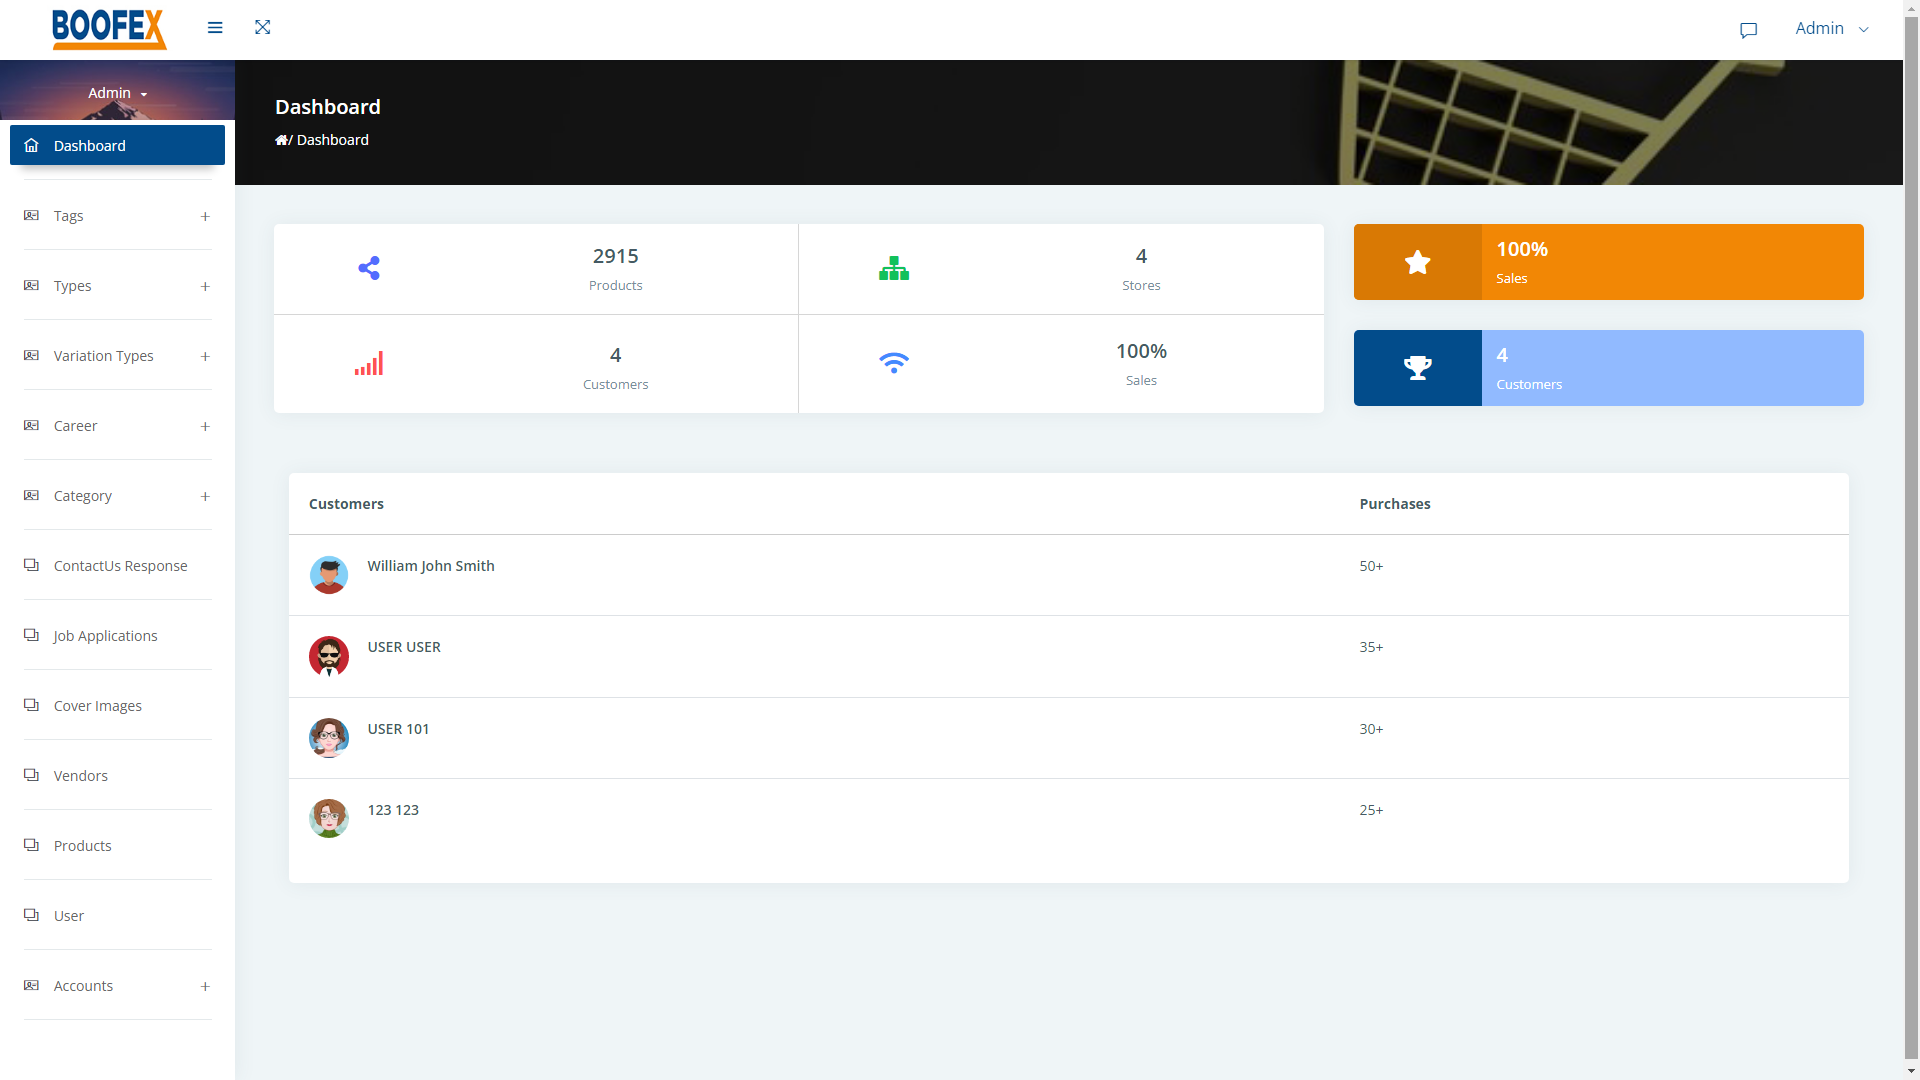 BOOFEX
Admin
Admin
Dashboard
/ Dashboard
Dashboard
Tags
Types
Variation Types
Career
Category
ContactUs Response
Job Applications
Cover Images
Vendors
Products
User
Accounts
2915
Products
4
Stores
4
Customers
100%
Sales
100%
Sales
4
Customers
Customers Purchases
William John Smith 50+
USER USER 35+
USER 101 30+
123 123 25+